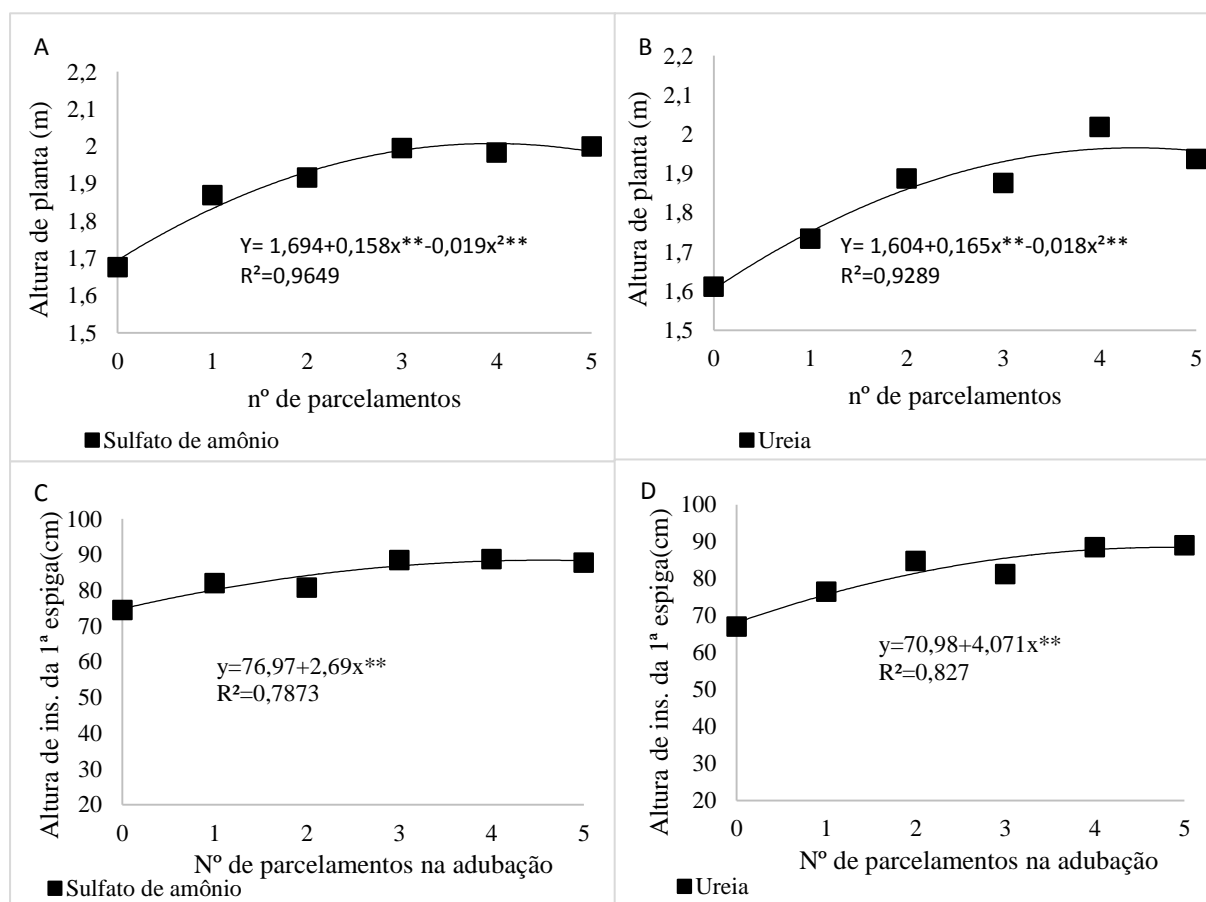 A
Altura de planta (m)
2,2
2,1
2
1,9
1,8
1,7
1,6
1,5
Y= 1,694+0,158x**-0,019x²**
R²=0,9649
0 1 2 3 4 5
nº de parcelamentos
Sulfato de amônio
B
Altura de planta (m)
2,2
2,1
2
1,9
1,8
1,7
1,6
1,5
Y= 1,604+0,165x**-0,018x²**
R²=0,9289
0 1 2 3 4 5
nº de parcelamentos
Ureia
C
Altura de ins. da 1ª espiga(cm)
100
90
80
70
60
50
40
30
20
y=76,97+2,69x**
R²=0,7873
0 1 2 3 4 5
Nº de parcelamentos na adubação
Sulfato de amônio
D
Altura de ins. da 1ª espiga(cm)
100
90
80
70
60
50
40
30
20
y=70,98+4,071x**
R²=0,827
0 1 2 3 4 5
Nº de parcelamentos na adubação
Ureia